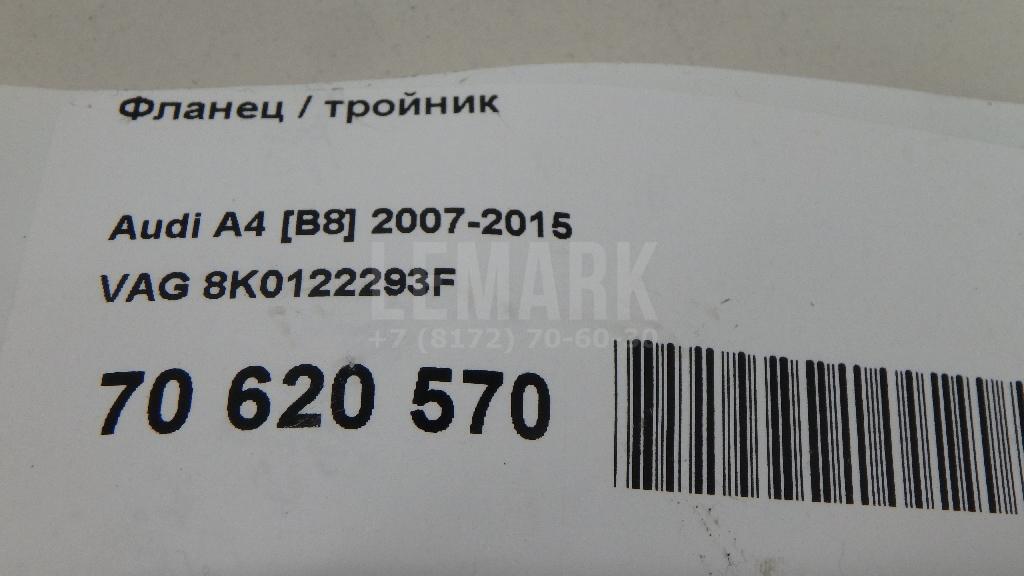 Фланец / тройник
Audi A4 [B8] 2007-2015
VAG 8K0122293F
LEMARK
+7 (8172) 70-60-30
70 620 570